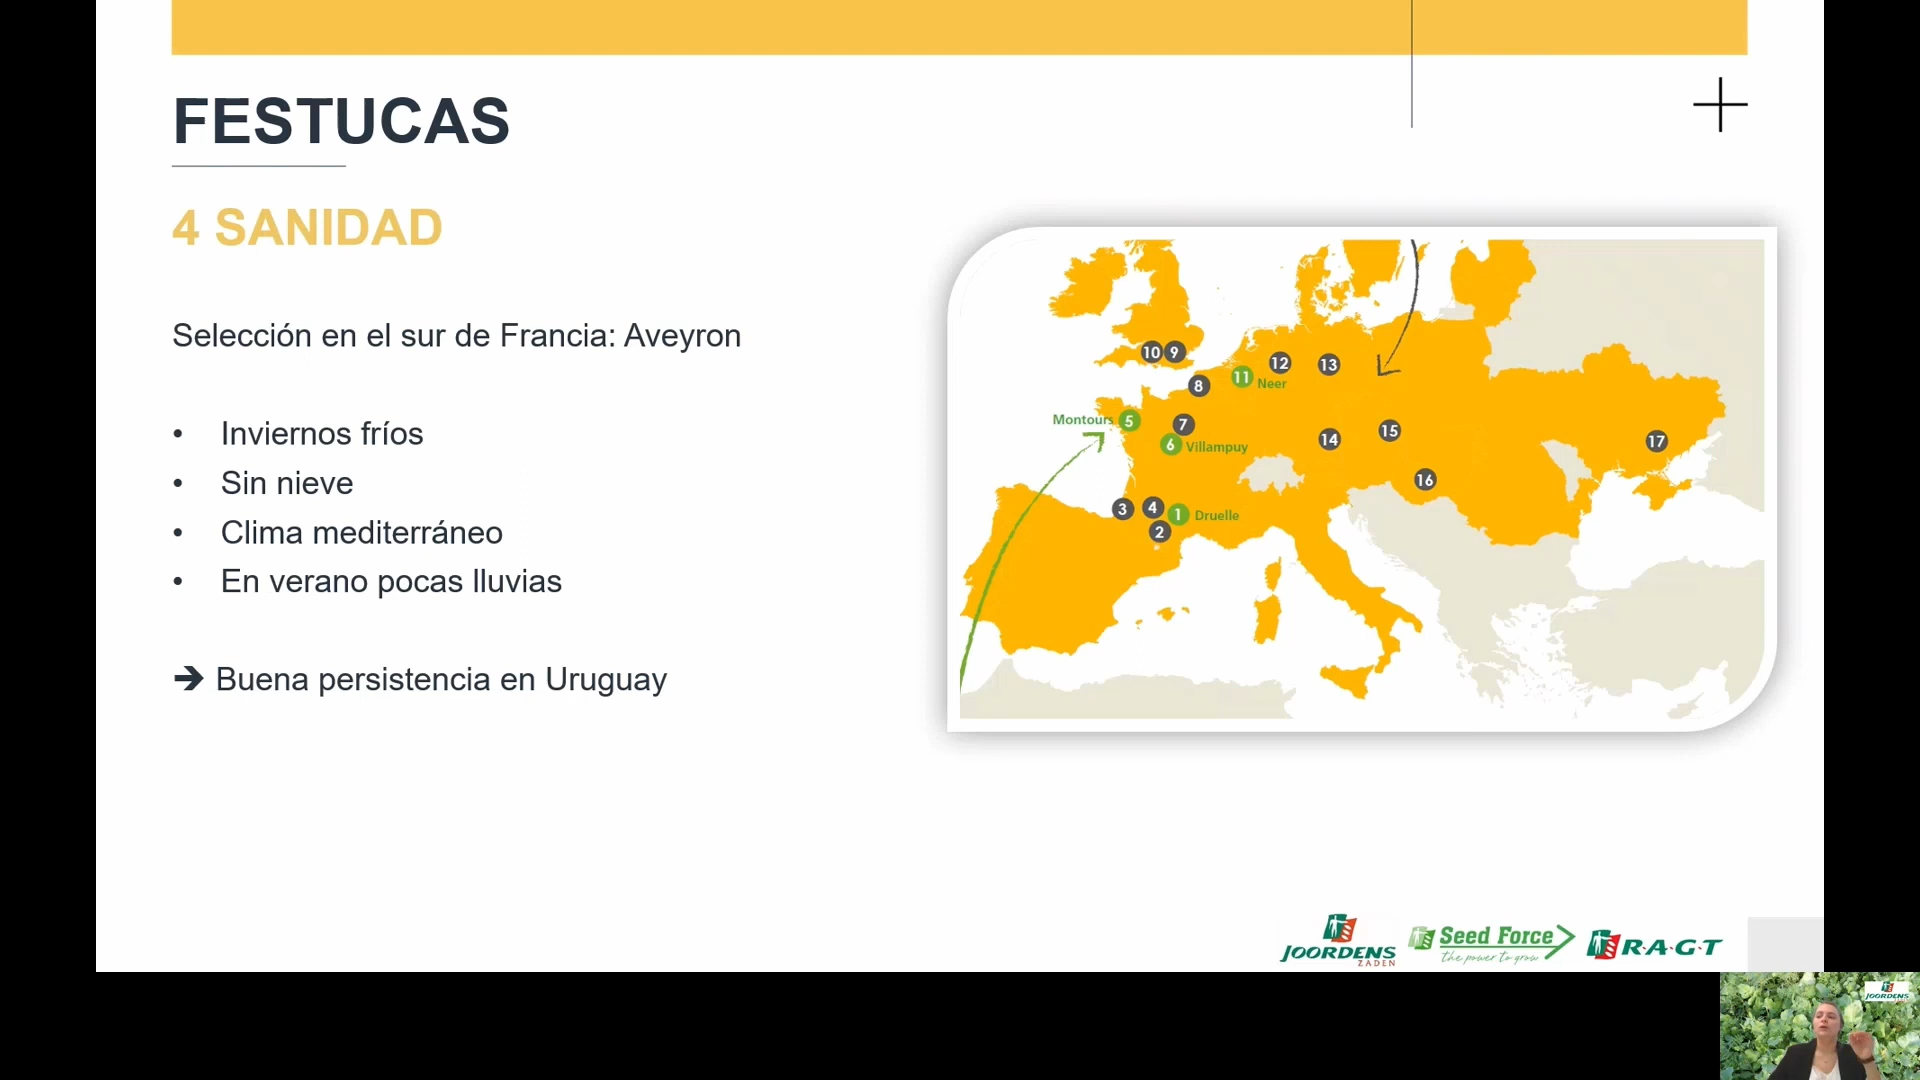 FESTUCAS
4 SANIDAD
Selección en el sur de Francia: Aveyron
• Inviernos fríos
• Sin nieve
• Clima mediterráneo
• En verano pocas lluvias
➔ Buena persistencia en Uruguay
10 9
12
13
11 Neer
8
Montours 5
7
6 Villampuy
14
15
17
16
3
4
1 Druelle
2
JOORDENS
ZADEN
Seed Force
the power to grow
R·A·G·T
JOORDENS